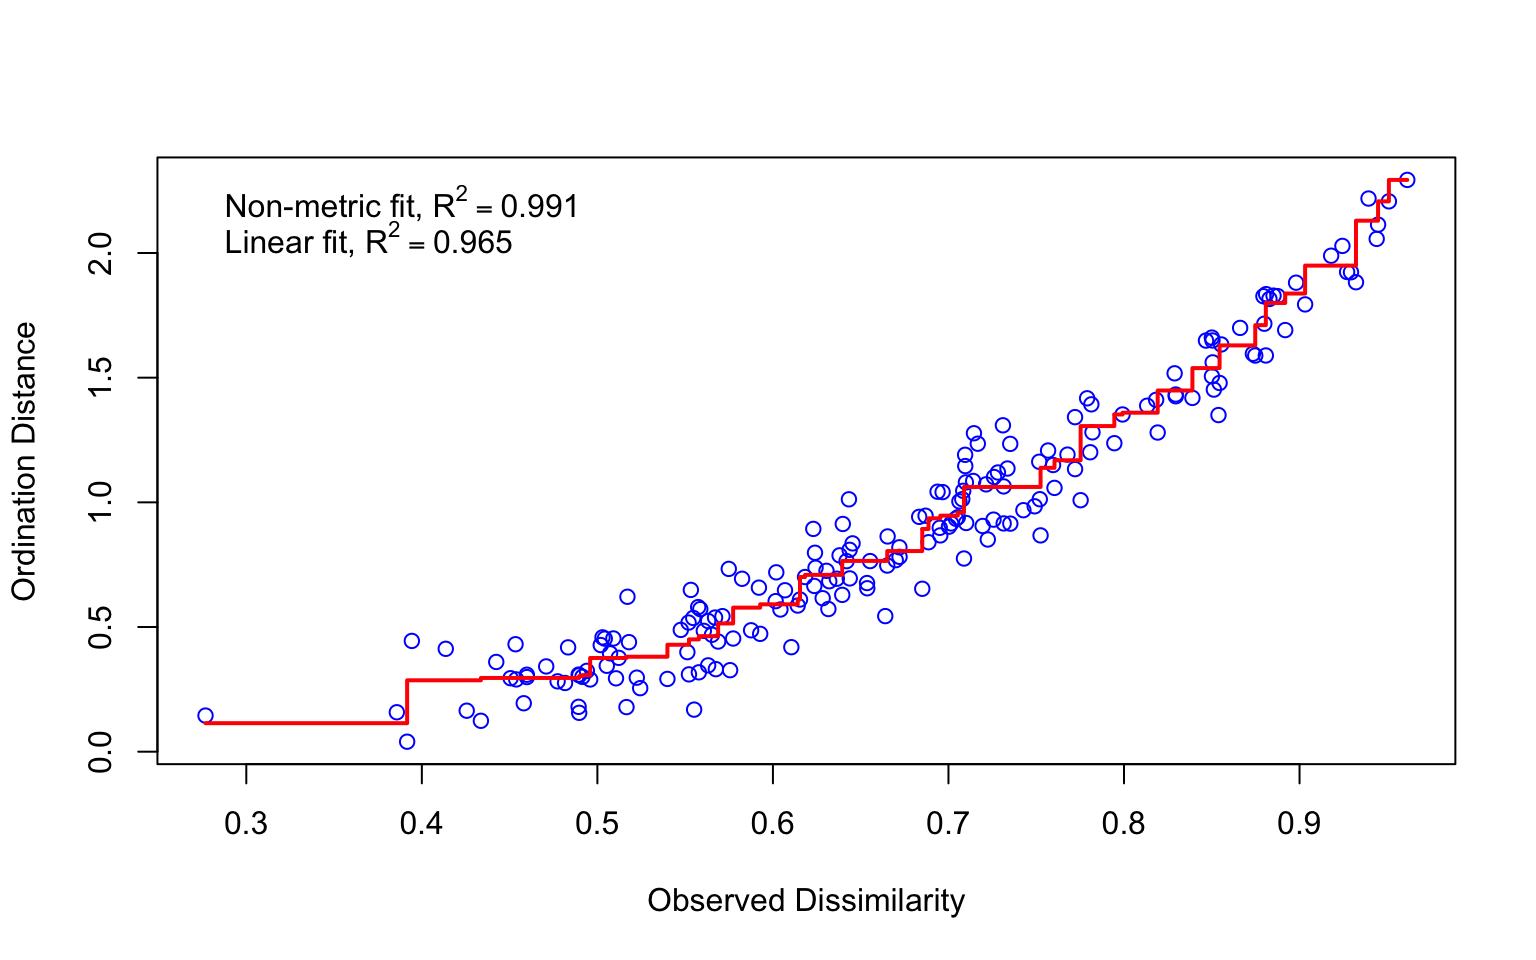 Non-metric fit, R² = 0.991
Linear fit, R² = 0.965
Ordination Distance
2.0
1.5
1.0
0.5
0.0
0.3 0.4 0.5 0.6 0.7 0.8 0.9
Observed Dissimilarity